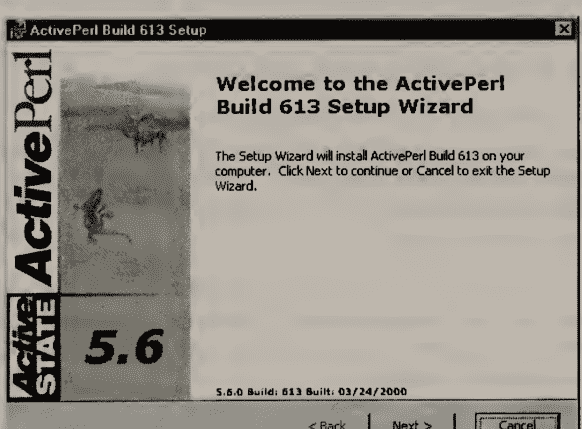 ActivePerl Build 613 Setup
ActivePerl
Welcome to the ActivePerl
Build 613 Setup Wizard
The Setup Wizard will install ActivePerl Build 613 on your
computer. Click Next to continue or Cancel to exit the Setup
Wizard.
Active
STATE
5.6
5.6.0 Build: 613 Built: 03/24/2000
< Back
Next >
Cancel